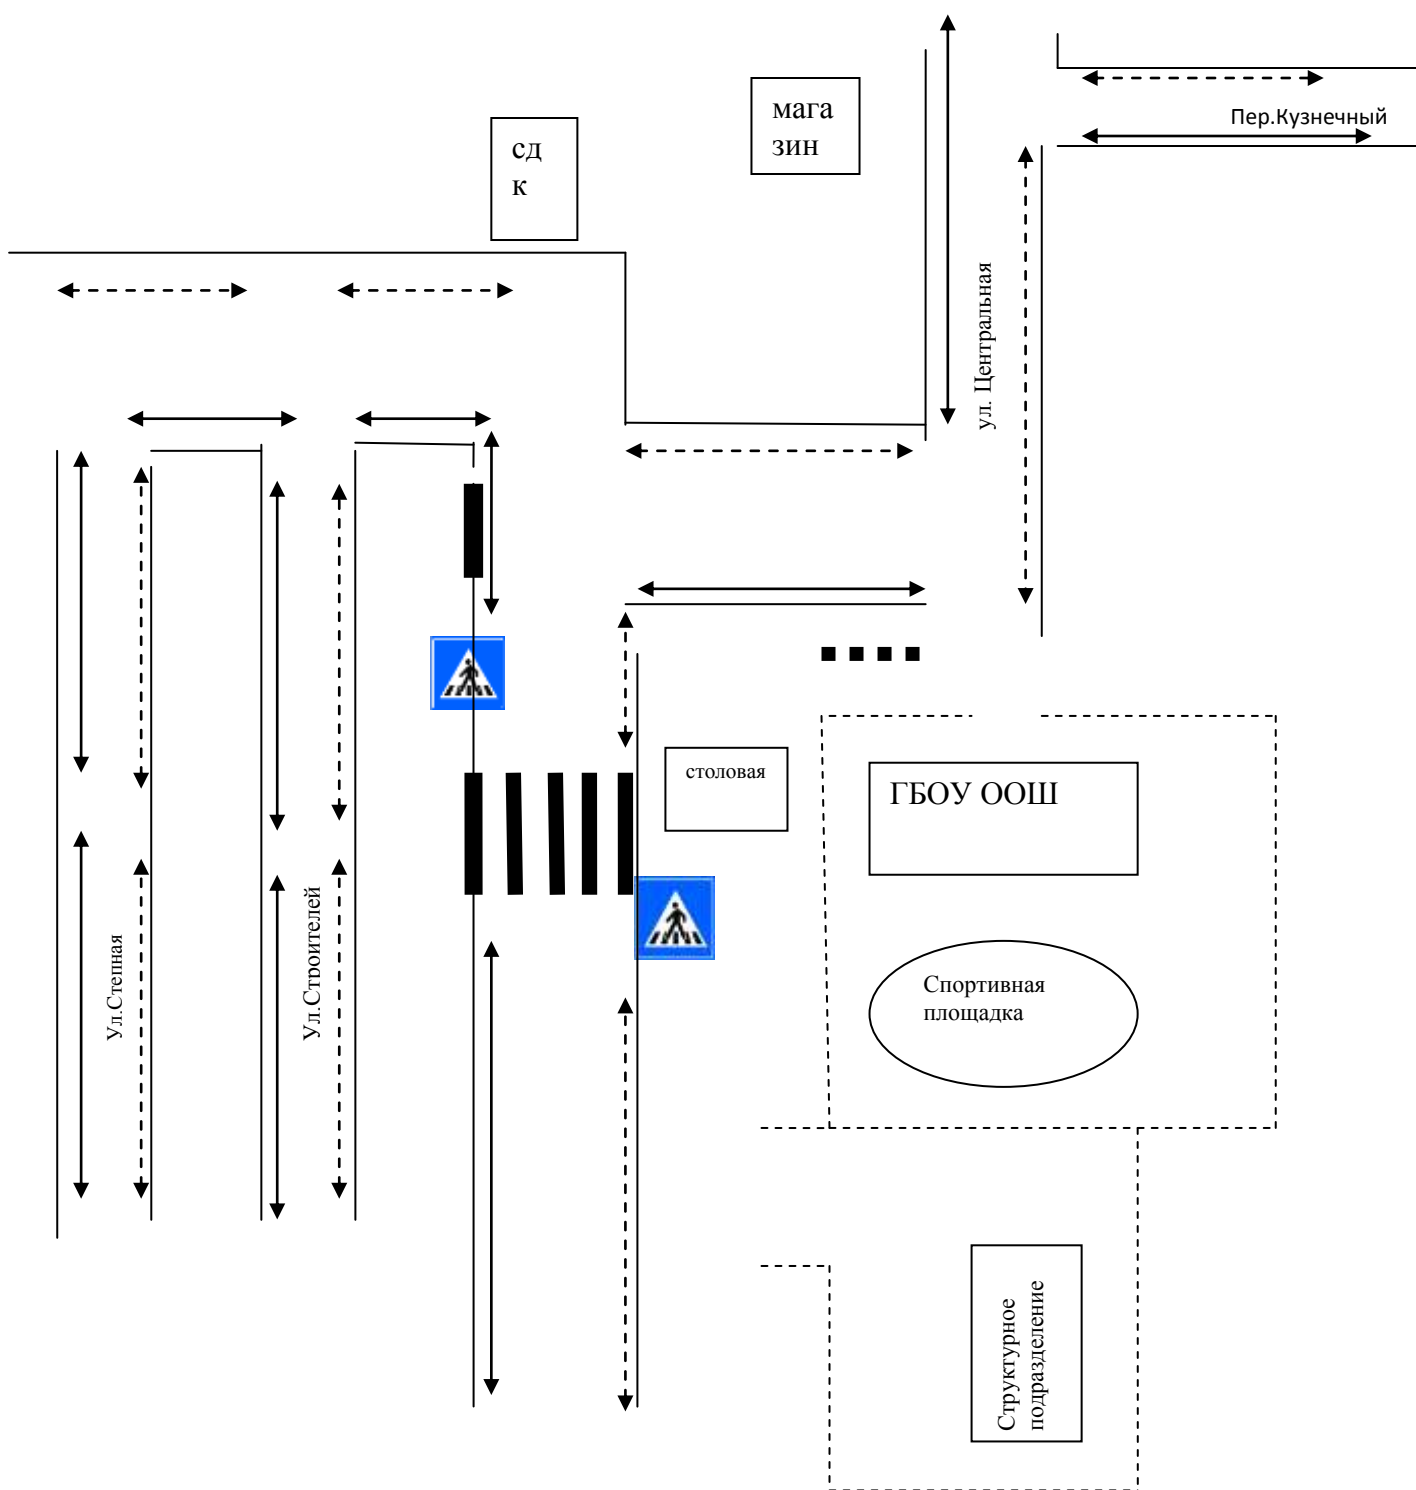 мага
зин
Пер.Кузнечный
сд
к
ул. Центральная
столовая
ГБОУ ООШ
Ул.Степная
Ул.Строителей
Спортивная
площадка
Структурное
подразделение